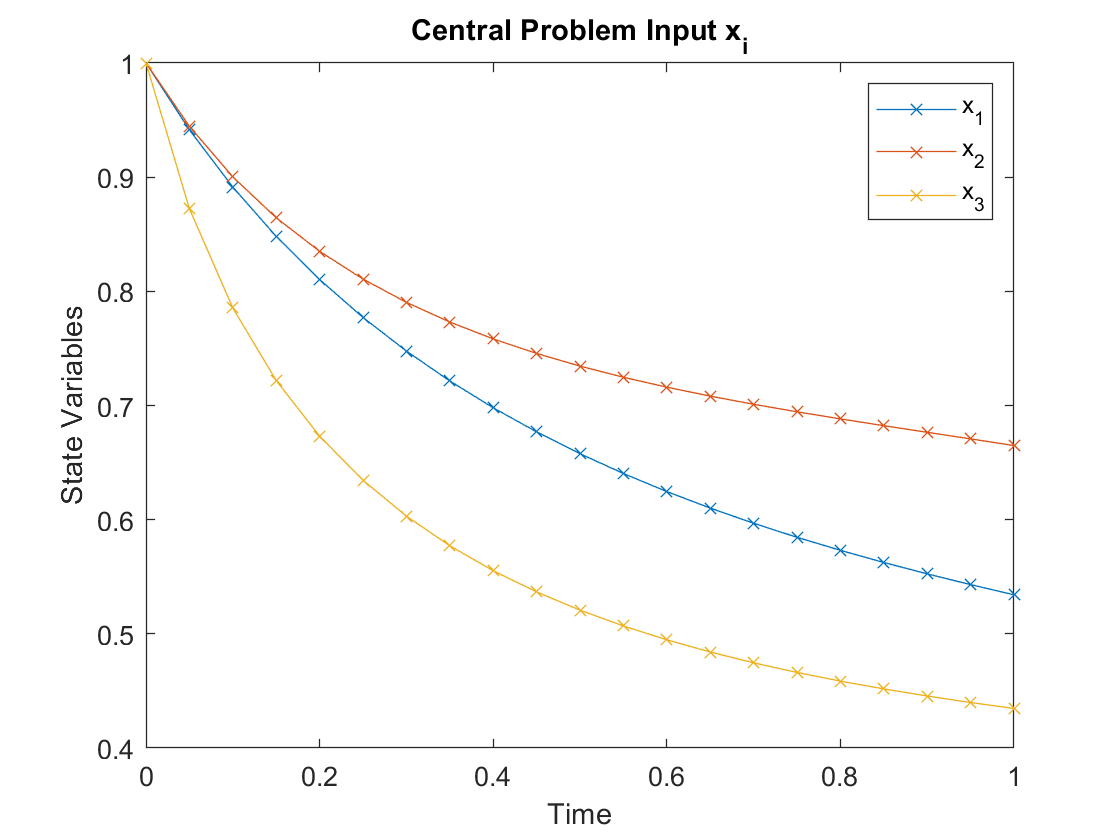 Central Problem Input x_i
1
0.9
0.8
0.7
0.6
0.5
0.4
State Variables
x_1
x_2
x_3
0 0.2 0.4 0.6 0.8 1
Time